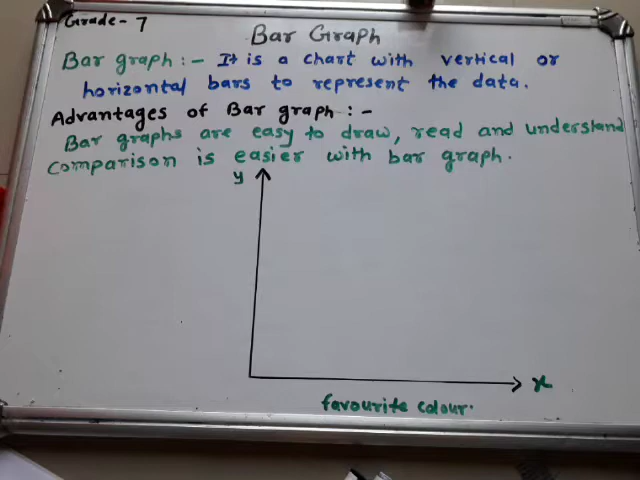 Grade- 7
Bar Graph
Bar graph :- It is a chart with vertical or
horizontal bars to represent the data.
Advantages of Bar graph :-
Bar graphs are easy to draw, read and understand
Comparison is easier with bar graph.
y
x
favourite colour.